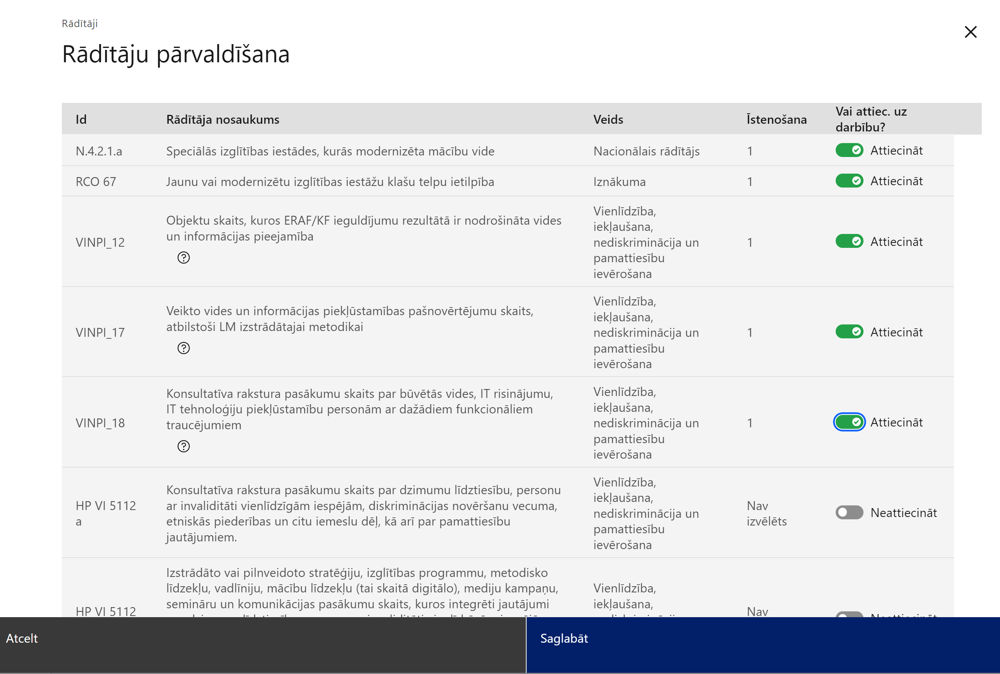 Rādītāji
Rādītāju pārvaldīšana
Id Rādītāja nosaukums Veids Īstenošana Vai attiec. uz
darbību?
N.4.2.1.a Speciālās izglītības iestādes, kurās modernizēta mācību vide Nacionālais rādītājs 1 Attiecināt
RCO 67 Jaunu vai modernizētu izglītības iestāžu klašu telpu ietilpība Iznākuma 1 Attiecināt
VINPI_12
Objektu skaits, kuros ERAF/KF ieguldījumu rezultātā ir nodrošināta vides
un informācijas pieejamība
Vienlīdzība,
iekļaušana,
nediskriminācija un
pamattiesību
ievērošana
1
Attiecināt
VINPI_17
Veikto vides un informācijas piekļūstamības pašnovērtējumu skaits,
atbilstoši LM izstrādātajai metodikai
Vienlīdzība,
iekļaušana,
nediskriminācija un
pamattiesību
ievērošana
1
Attiecināt
VINPI_18
Konsultatīva rakstura pasākumu skaits par būvētās vides, IT risinājumu,
IT tehnoloģiju piekļūstamību personām ar dažādiem funkcionāliem
traucējumiem
Vienlīdzība,
iekļaušana,
nediskriminācija un
pamattiesību
ievērošana
1
Attiecināt
HP VI 5112
a
Konsultatīva rakstura pasākumu skaits par dzimumu līdztiesību, personu
ar invaliditāti vienlīdzīgām iespējām, diskriminācijas novēršanu vecuma,
etniskās piederības un citu iemeslu dēļ, kā arī par pamattiesību
jautājumiem.
Vienlīdzība,
iekļaušana,
nediskriminācija un
pamattiesību
ievērošana
Nav
izvēlēts
Neattiecināt
HP VI 5112
Izstrādāto vai pilnveidoto stratēģiju, izglītības programmu, metodisko
līdzekļu, vadlīniju, mācību līdzekļu (tai skaitā digitālo), mediju kampaņu,
semināru un komunikācijas pasākumu skaits, kuros integrēti jautājumi
Vienlīdzība,
iekļaušana,
Nav
Atcelt
Saglabāt